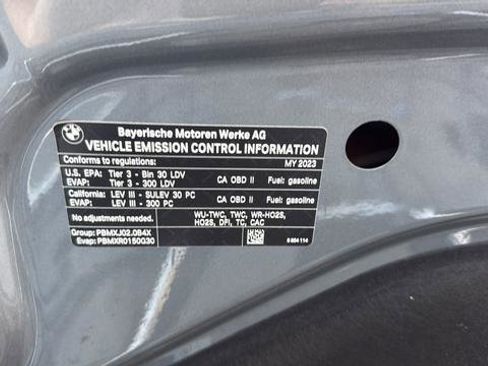 BMW
Bayerische Motoren Werke AG
VEHICLE EMISSION CONTROL INFORMATION
Conforms to regulations: MY 2023
U.S. EPA: Tier 3 - Bin 30 LDV CA OBD II Fuel: gasoline
EVAP: Tier 3 - 300 LDV
California: LEV III - SULEV 30 PC CA OBD II Fuel: gasoline
EVAP: LEV III - 300 PC
No adjustments needed. WU-TWC, TWC, WR-HO2S,
HO2S, DFI, TC, CAC
Group: PBMXJ02.0B4X
Evap: PBMXR0150G30